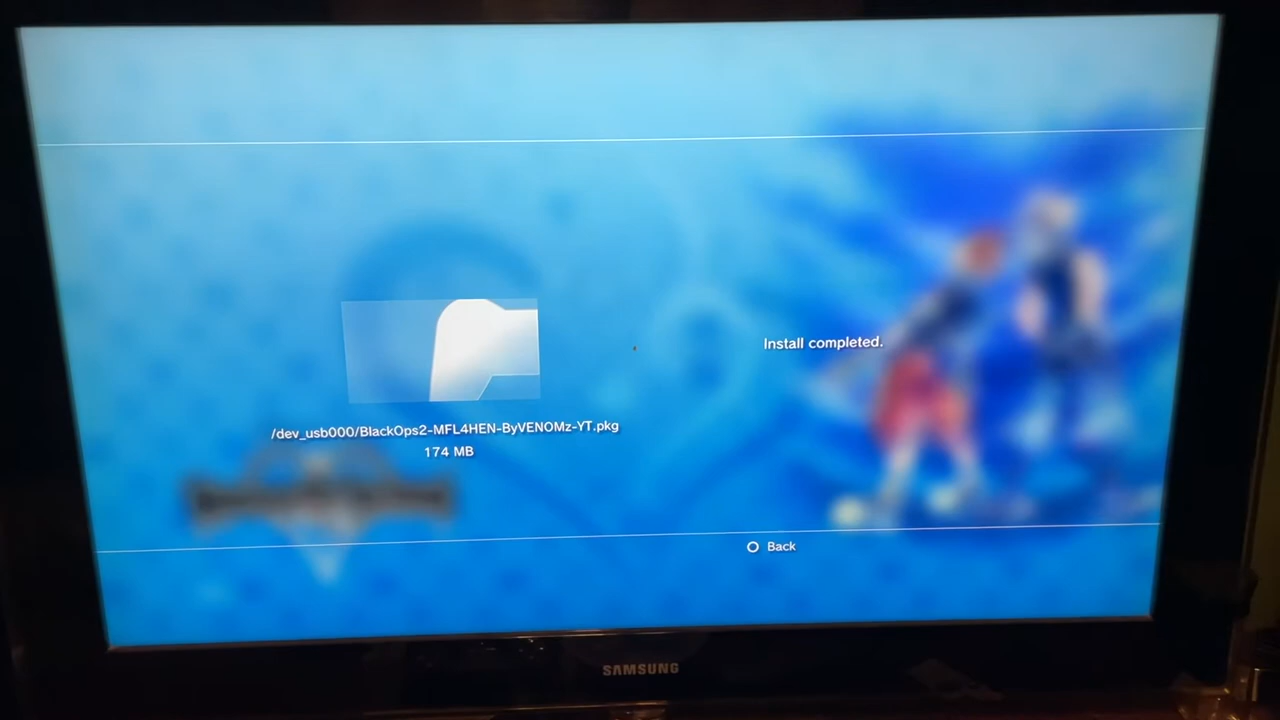 Install completed.
/dev_usb000/BlackOps2-MFL4HEN-ByVENOMz-YT.pkg
174 MB
Back
SAMSUNG